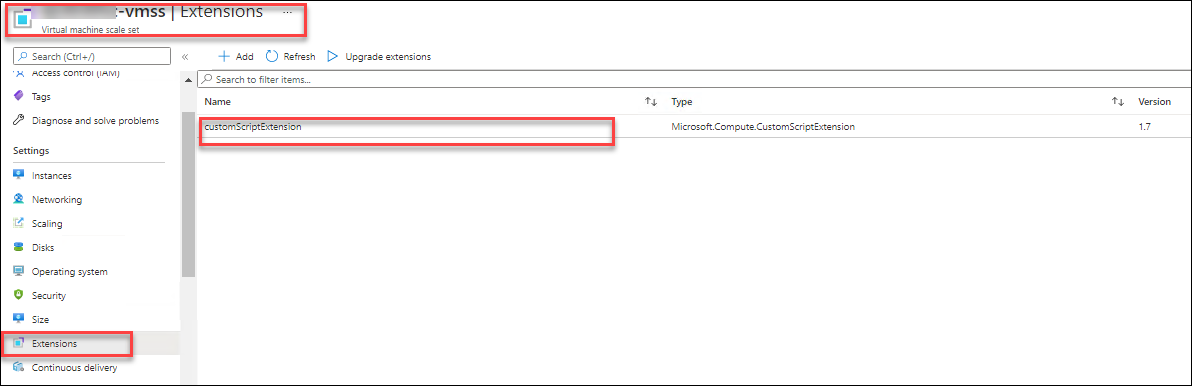 -vmss | Extensions ...
Virtual machine scale set
Search (Ctrl+/) «
Add Refresh Upgrade extensions
Access control (IAM)
Tags
Diagnose and solve problems
Settings
Instances
Networking
Scaling
Disks
Operating system
Security
Size
Extensions
Continuous delivery
Search to filter items...
Name Type Version
customScriptExtension Microsoft.Compute.CustomScriptExtension 1.7